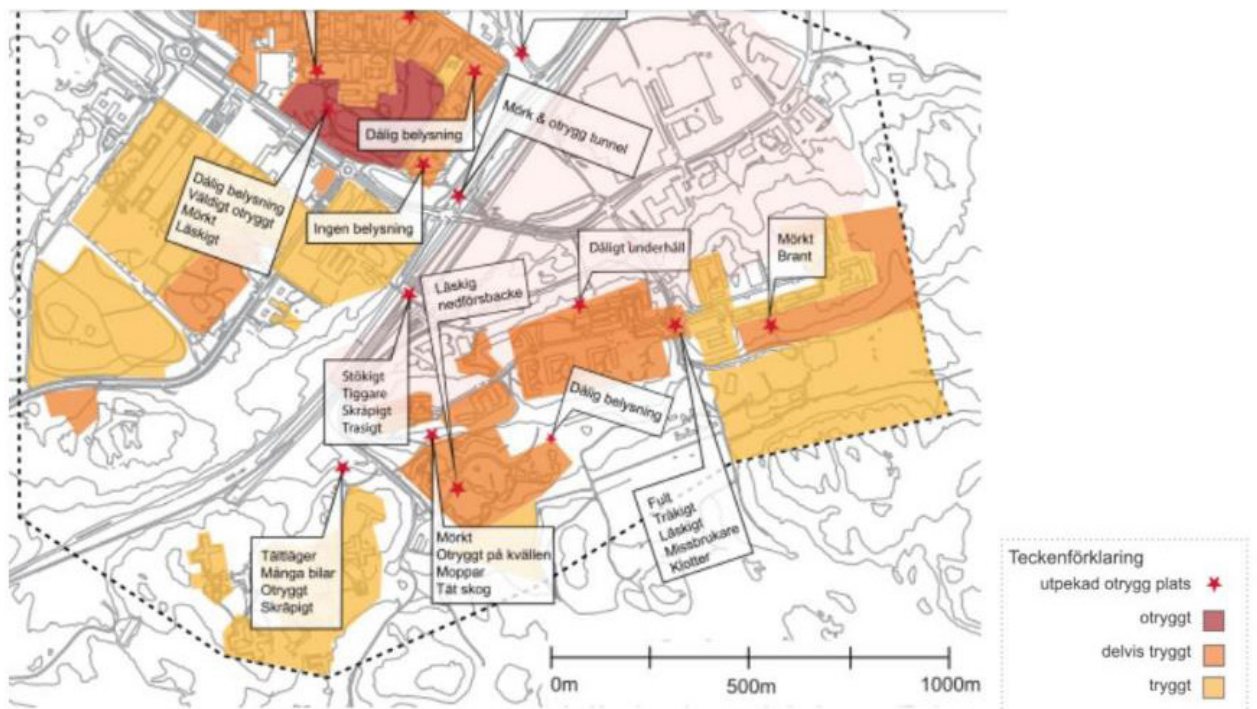 Mörk & otrygg tunnel
Dålig belysning
Dålig belysning
Väldigt otryggt
Mörkt
Läskigt
Ingen belysning
Dåligt underhåll
Mörkt
Brant
Läskig
nedförsbacke
Stökigt
Tiggare
Skräpigt
Trasigt
Dålig belysning
Fult
Tråkigt
Läskigt
Missbrukare
Klotter
Mörkt
Otryggt på kvällen
Moppar
Tät skog
Tältläger
Många bilar
Otryggt
Skräpigt
0m 500m 1000m
Teckenförklaring
utpekad otrygg plats
otryggt
delvis tryggt
tryggt